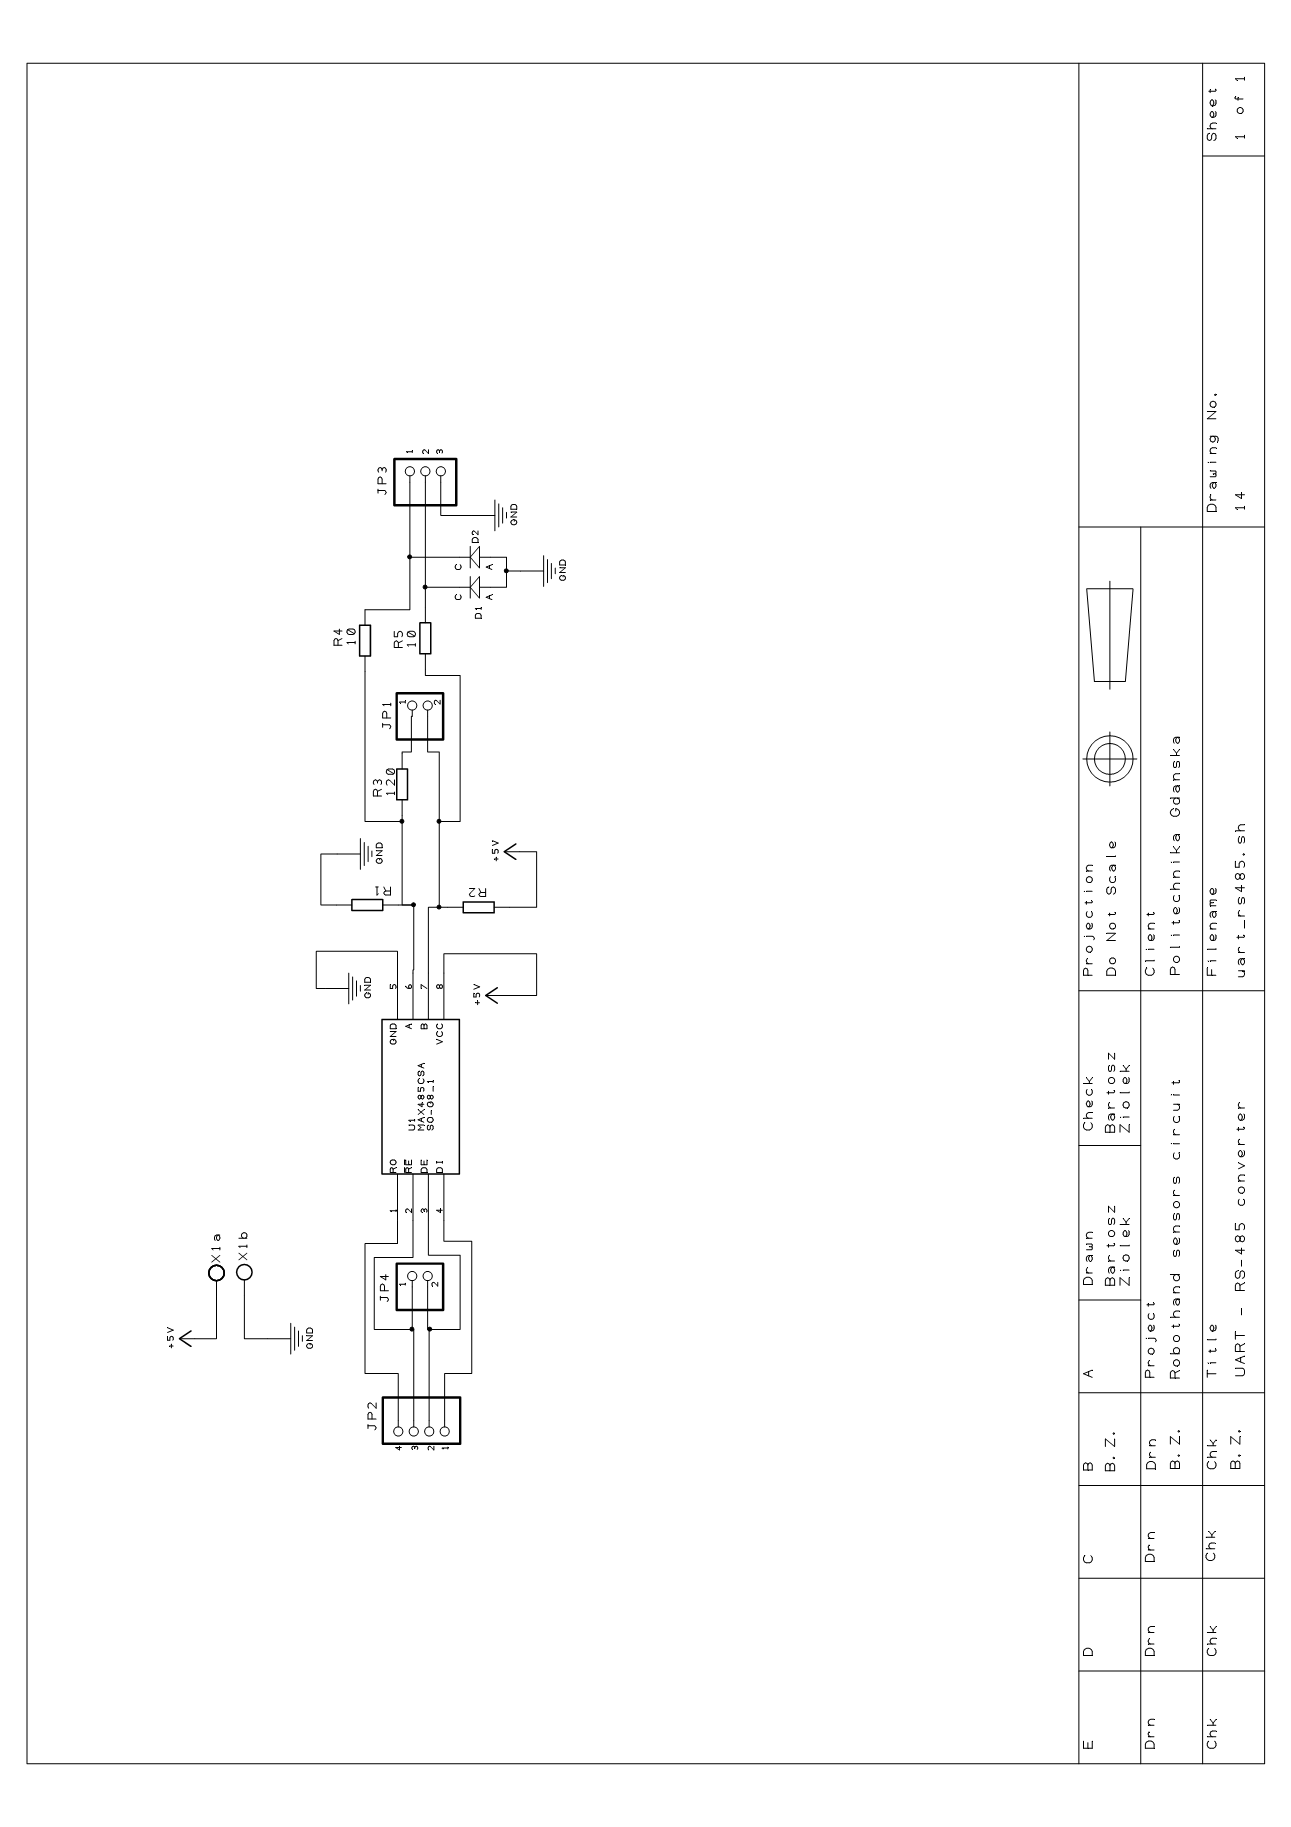 +5V
X1a
X1b
GND
JP2
4
3
2
1
JP4
1
2
1
2
3
4
RO
RE
DE
DI
U1
MAX485CSA
SO-08-1
GND
A
B
VCC
5
6
7
8
GND
+5V
R1
GND
R2
+5V
R3
120
JP1
1
2
R4
10
R5
10
D1
C
A
D2
C
A
GND
GND
JP3
1
2
3
E
Drn
Chk
D
Drn
Chk
C
Drn
Chk
B
B.Z.
Drn
B.Z.
Chk
B.Z.
A
Drawn
Bartosz
Ziolek
Check
Bartosz
Ziolek
Projection
Do Not Scale
Project
Robothand sensors circuit
Client
Politechnika Gdanska
Title
UART - RS-485 converter
Filename
uart_rs485.sh
Drawing No.
14
Sheet
1 of 1